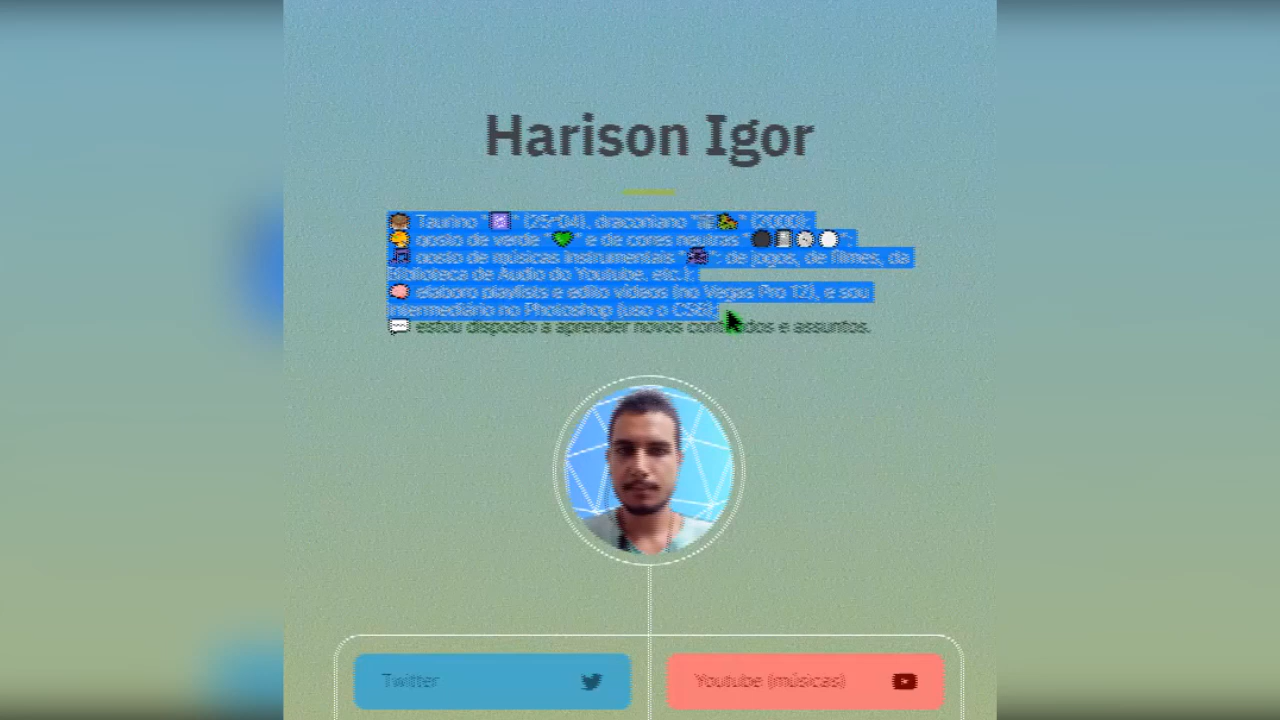 Harison Igor
Taurino "♉" (25•04), draconiano "🐉" (2000);
gosto de verde "💚" e de cores neutras "";
gosto de músicas instrumentais "": de jogos, de filmes, da
Biblioteca de Áudio do Youtube, etc.);
elaboro playlists e edito vídeos (no Vegas Pro 12), e sou
intermediário no Photoshop (uso o CS6);
estou disposto a aprender novos conteúdos e assuntos.
Twitter
Youtube (músicas)